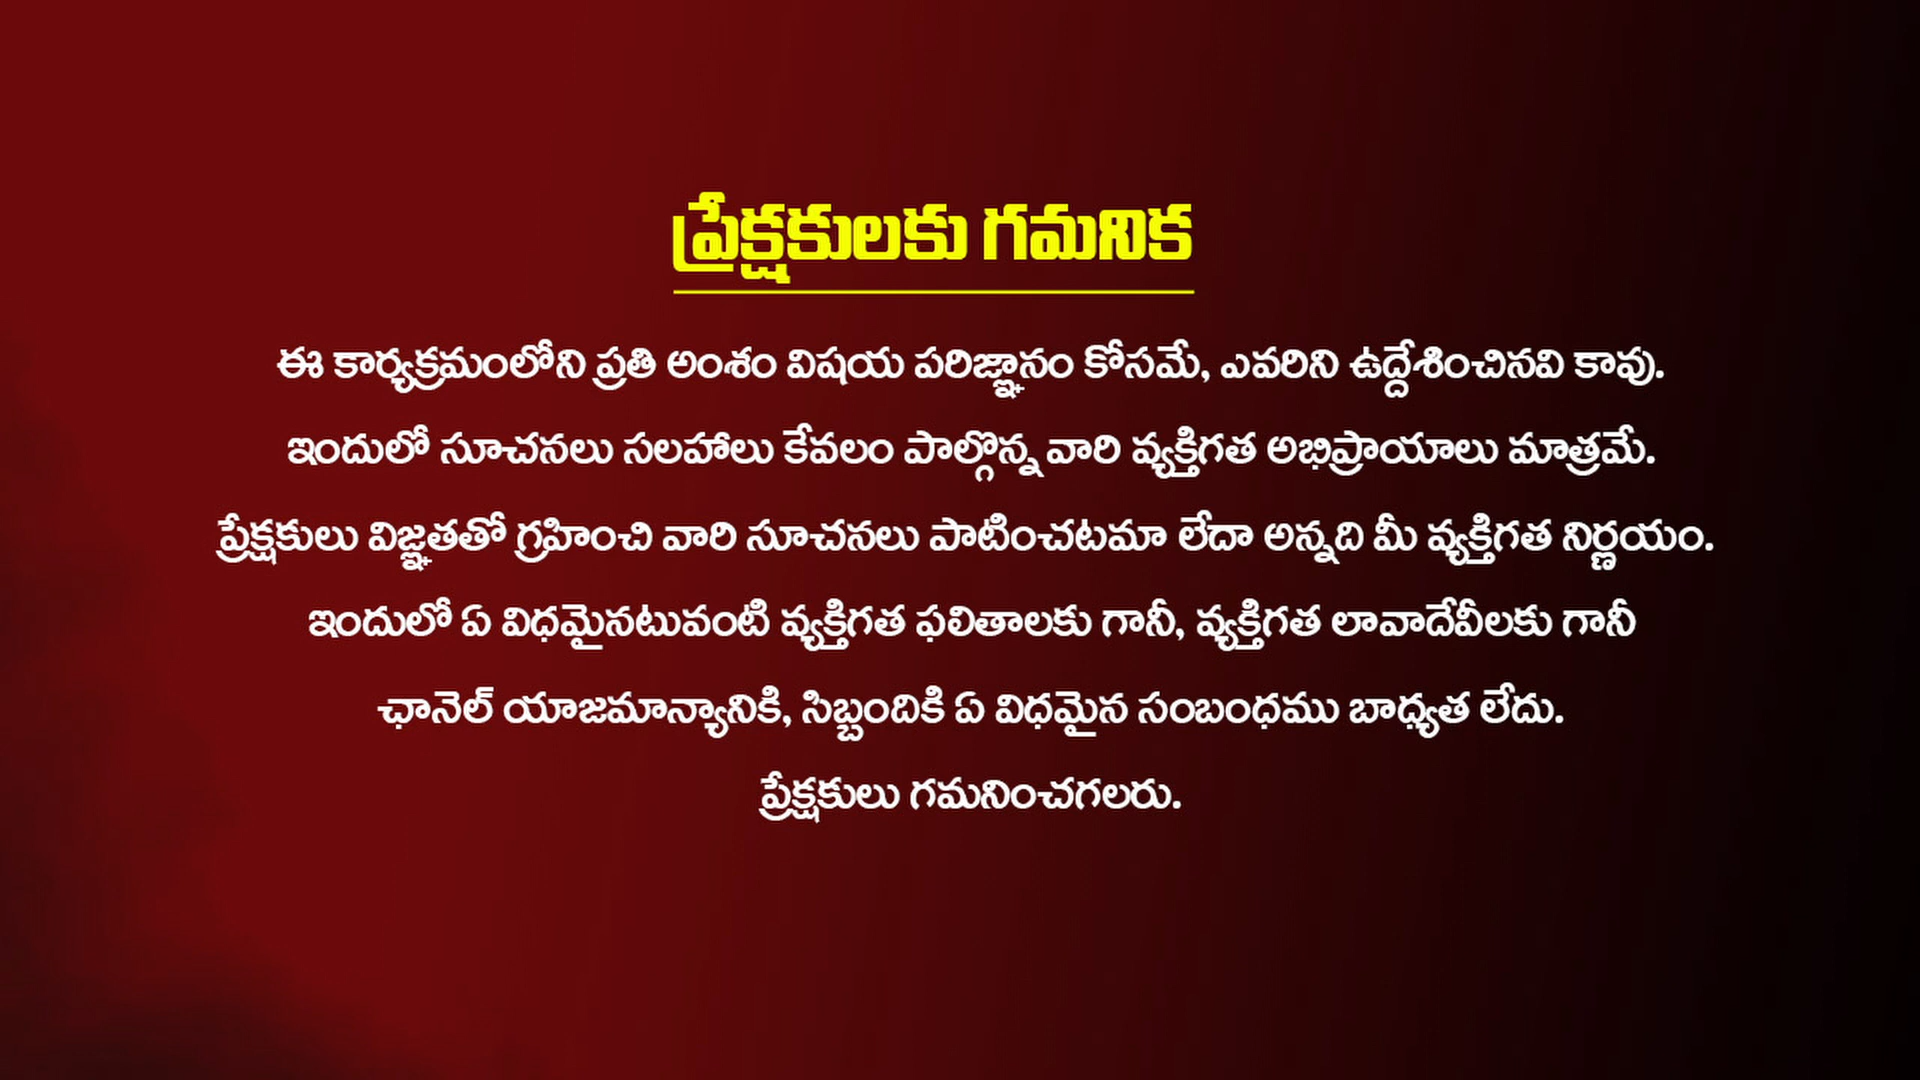 ప్రేక్షకులకు గమనిక
ఈ కార్యక్రమంలోని ప్రతి అంశం విషయ పరిజ్ఞానం కోసమే, ఎవరిని ఉద్దేశించినవి కావు.
ఇందులో సూచనలు సలహాలు కేవలం పాల్గొన్న వారి వ్యక్తిగత అభిప్రాయాలు మాత్రమే.
ప్రేక్షకులు విజ్ఞతతో గ్రహించి వారి సూచనలు పాటించటమా లేదా అన్నది మీ వ్యక్తిగత నిర్ణయం.
ఇందులో ఏ విధమైనటువంటి వ్యక్తిగత ఫలితాలకు గానీ, వ్యక్తిగత లావాదేవీలకు గానీ
ఛానెల్ యాజమాన్యానికి, సిబ్బందికి ఏ విధమైన సంబంధము బాధ్యత లేదు.
ప్రేక్షకులు గమనించగలరు.